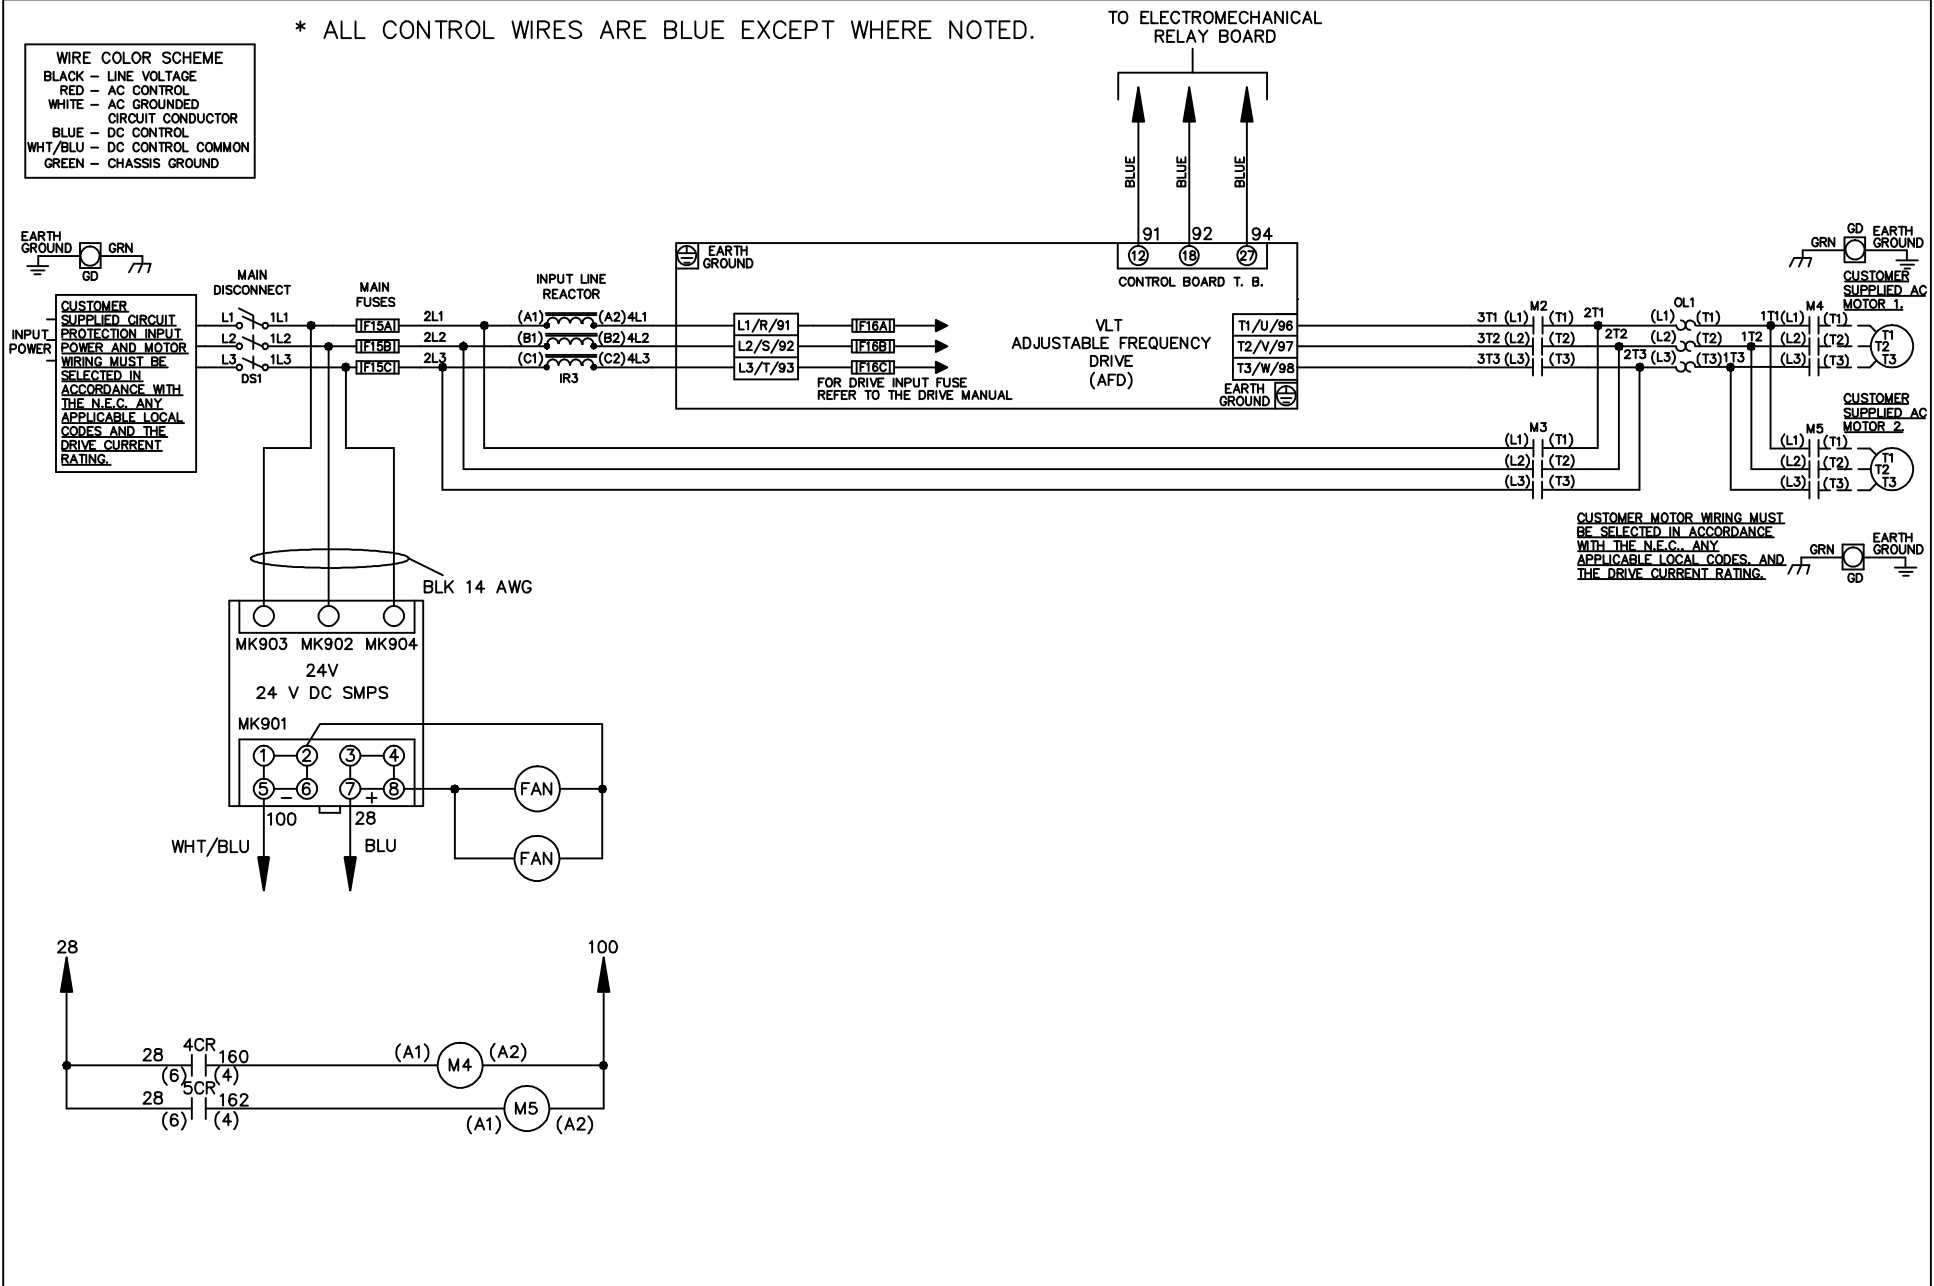 * ALL CONTROL WIRES ARE BLUE EXCEPT WHERE NOTED.
TO ELECTROMECHANICAL
RELAY BOARD
WIRE COLOR SCHEME
BLACK – LINE VOLTAGE
RED – AC CONTROL
WHITE – AC GROUNDED
CIRCUIT CONDUCTOR
BLUE – DC CONTROL
WHT/BLU – DC CONTROL COMMON
GREEN – CHASSIS GROUND
BLUE
BLUE
BLUE
91
92
94
12
18
27
CONTROL BOARD T. B.
EARTH
GROUND
GRN
GD
INPUT
POWER
CUSTOMER
SUPPLIED CIRCUIT
PROTECTION INPUT
POWER AND MOTOR
WIRING MUST BE
SELECTED IN
ACCORDANCE WITH
THE N.E.C. ANY
APPLICABLE LOCAL
CODES AND THE
DRIVE CURRENT
RATING.
MAIN
DISCONNECT
L1 1L1
L2 1L2
L3 1L3
DS1
MAIN
FUSES
F15A
F15B
F15C
2L1
2L2
2L3
INPUT LINE
REACTOR
(A1) (A2) 4L1
(B1) (B2) 4L2
(C1) (C2) 4L3
IR3
EARTH
GROUND
L1/R/91
L2/S/92
L3/T/93
F16A
F16B
F16C
FOR DRIVE INPUT FUSE
REFER TO THE DRIVE MANUAL
VLT
ADJUSTABLE FREQUENCY
DRIVE
(AFD)
T1/U/96
T2/V/97
T3/W/98
EARTH
GROUND
M2
3T1 (L1) (T1) 2T1
3T2 (L2) (T2) 2T2
3T3 (L3) (T3) 2T3
OL1
(L1) (T1) 1T1
(L2) (T2) 1T2
(L3) (T3) 1T3
M4
(L1) (T1)
(L2) (T2)
(L3) (T3)
T1
T2
T3
GRN
GD
EARTH
GROUND
CUSTOMER
SUPPLIED AC
MOTOR 1.
M3
(L1) (T1)
(L2) (T2)
(L3) (T3)
CUSTOMER
SUPPLIED AC
MOTOR 2.
M5
(L1) (T1)
(L2) (T2)
(L3) (T3)
T1
T2
T3
CUSTOMER MOTOR WIRING MUST
BE SELECTED IN ACCORDANCE
WITH THE N.E.C., ANY
APPLICABLE LOCAL CODES, AND
THE DRIVE CURRENT RATING.
GRN
GD
EARTH
GROUND
BLK 14 AWG
MK903 MK902 MK904
24V
24 V DC SMPS
MK901
1 2 3 4
5 – 6 7 + 8
100
28
WHT/BLU
BLU
FAN
FAN
28
100
4CR
28 160
(6) (4)
(A1) M4 (A2)
5CR
28 162
(6) (4)
(A1) M5 (A2)